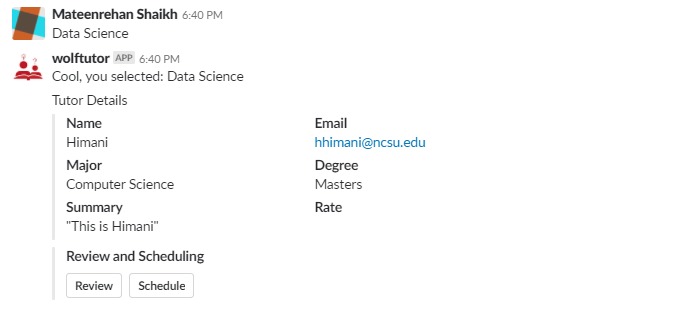 Mateenrehan Shaikh 6:40 PM
Data Science
wolftutor APP 6:40 PM
Cool, you selected: Data Science
Tutor Details
Name Email
Himani hhimani@ncsu.edu
Major Degree
Computer Science Masters
Summary Rate
"This is Himani"
Review and Scheduling
Review Schedule